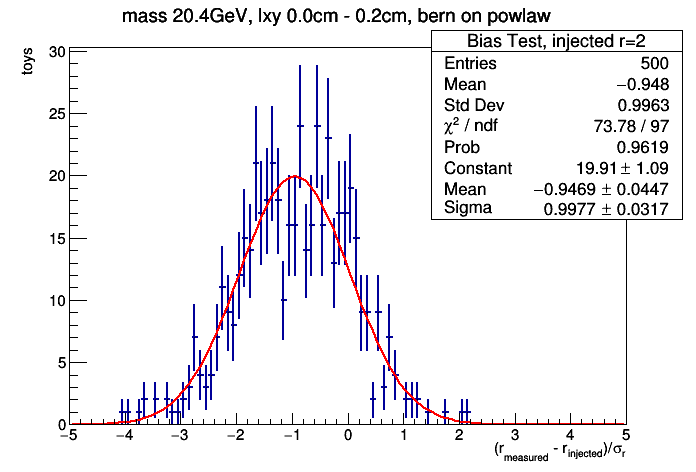 mass 20.4GeV, lxy 0.0cm - 0.2cm, bern on powlaw
Bias Test, injected r=2
Entries 500
Mean −0.948
Std Dev 0.9963
χ² / ndf 73.78 / 97
Prob 0.9619
Constant 19.91 ± 1.09
Mean −0.9469 ± 0.0447
Sigma 0.9977 ± 0.0317
toys
30
25
20
15
10
5
0
−5 −4 −3 −2 −1 0 1 2 3 4 5
(r_measured - r_injected)/σ_r